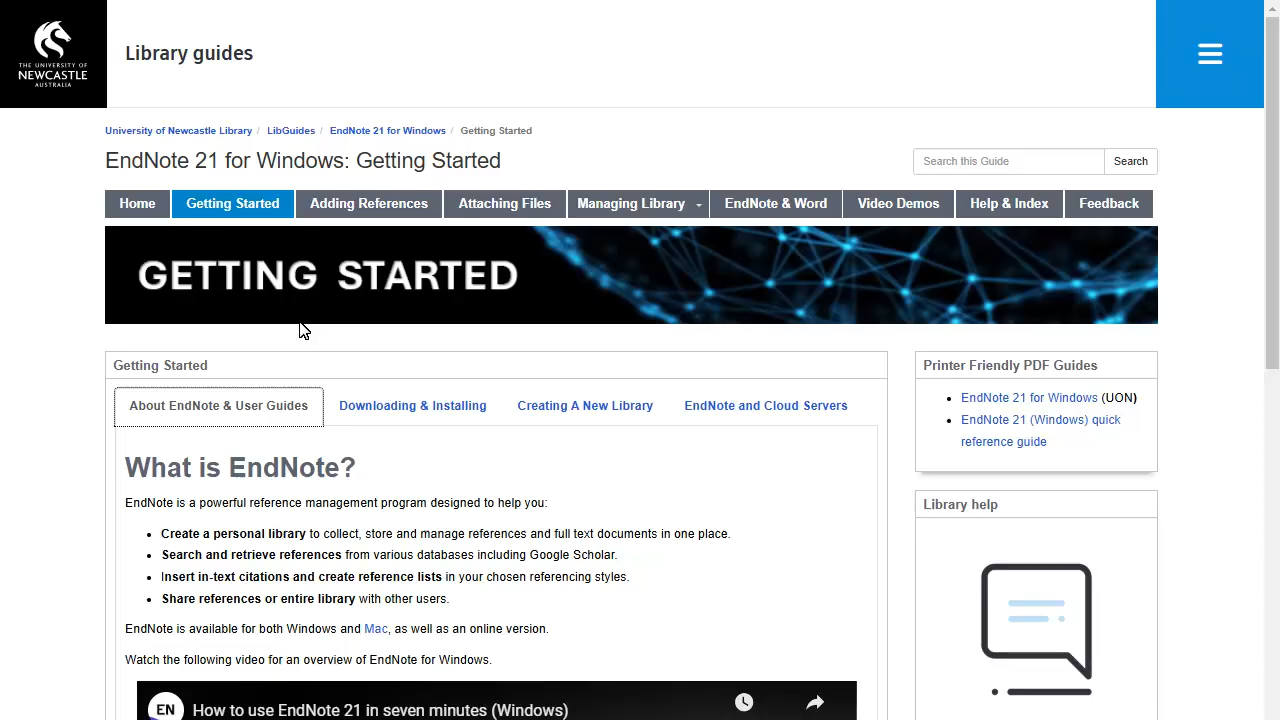 THE UNIVERSITY OF
NEWCASTLE
AUSTRALIA
Library guides
University of Newcastle Library / LibGuides / EndNote 21 for Windows / Getting Started
EndNote 21 for Windows: Getting Started
Search this Guide Search
Home Getting Started Adding References Attaching Files Managing Library EndNote & Word Video Demos Help & Index Feedback
GETTING STARTED
Getting Started
About EndNote & User Guides Downloading & Installing Creating A New Library EndNote and Cloud Servers
What is EndNote?
EndNote is a powerful reference management program designed to help you:
• Create a personal library to collect, store and manage references and full text documents in one place.
• Search and retrieve references from various databases including Google Scholar.
• Insert in-text citations and create reference lists in your chosen referencing styles.
• Share references or entire library with other users.
EndNote is available for both Windows and Mac, as well as an online version.
Watch the following video for an overview of EndNote for Windows.
EN How to use EndNote 21 in seven minutes (Windows)
Printer Friendly PDF Guides
• EndNote 21 for Windows (UON)
• EndNote 21 (Windows) quick
reference guide
Library help